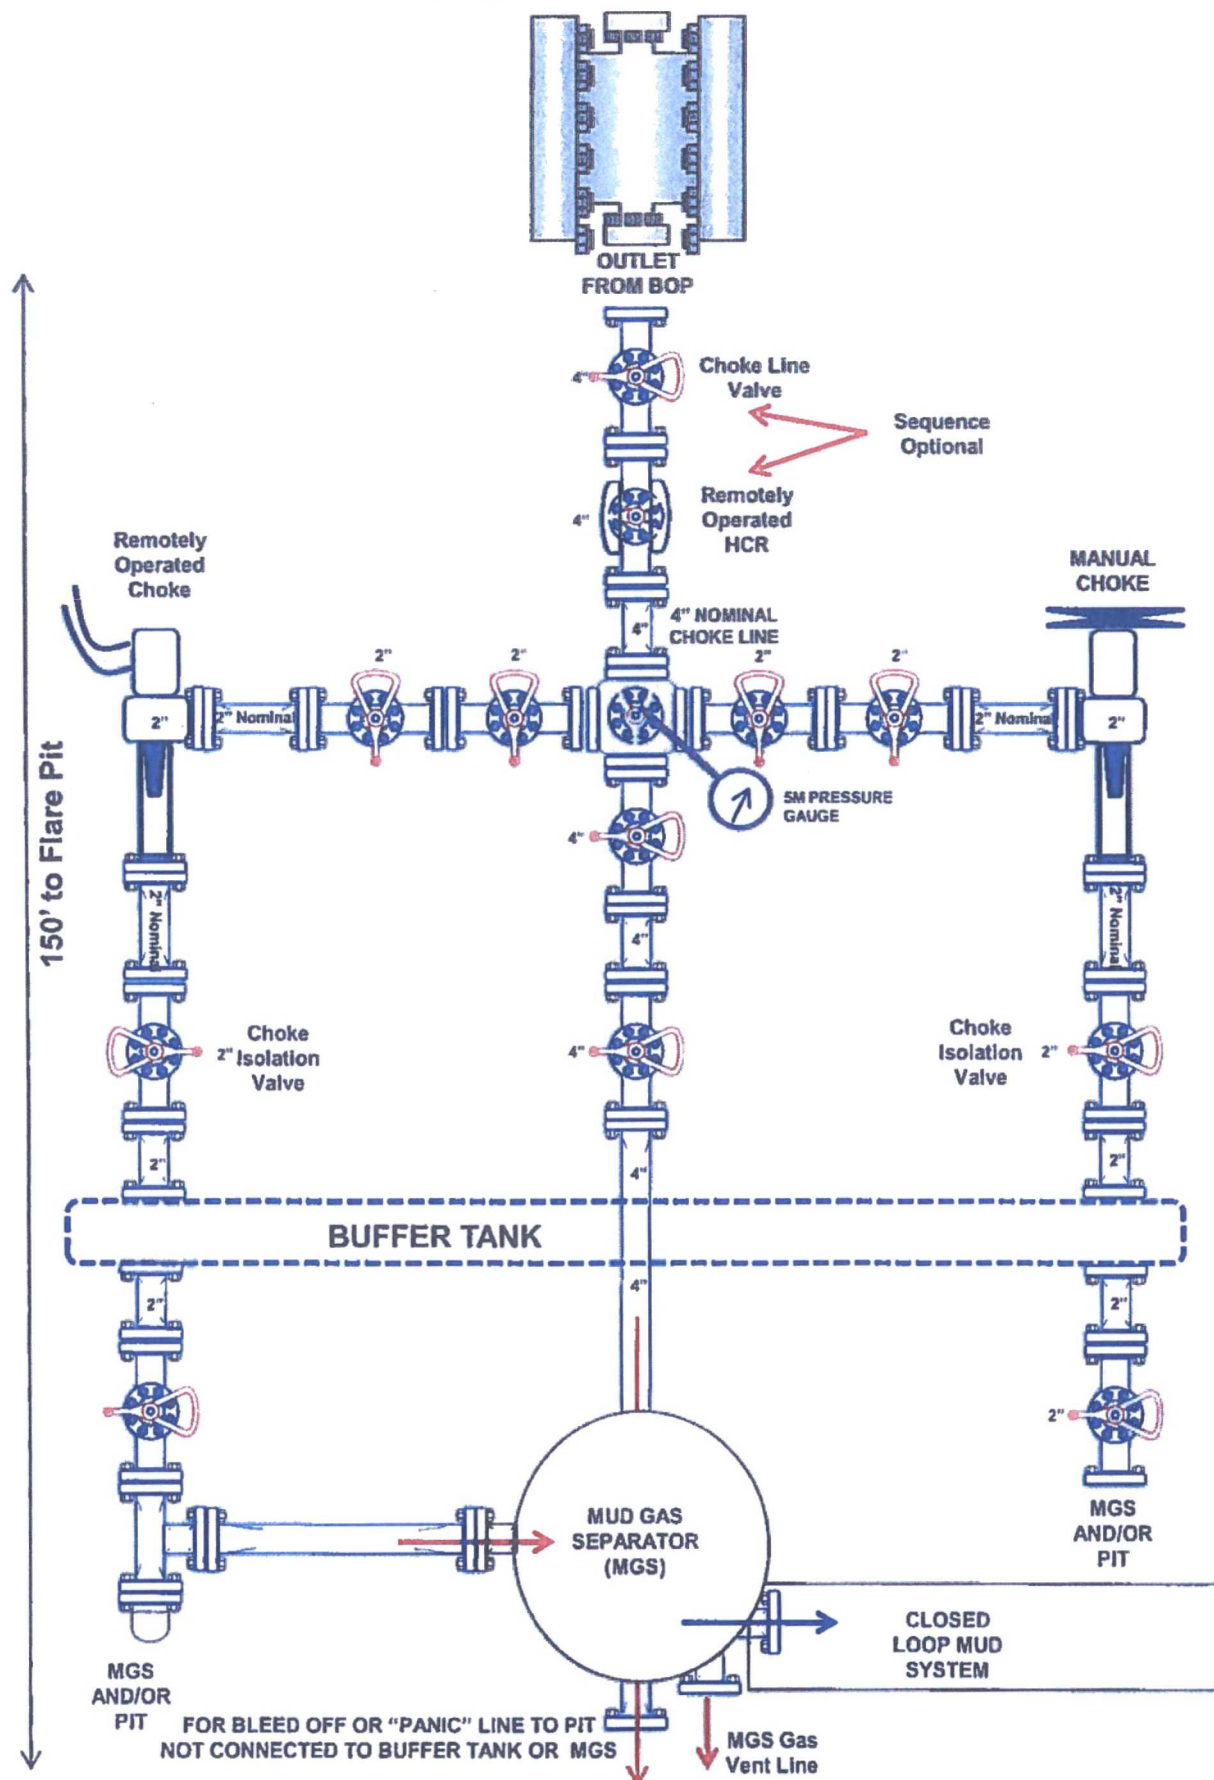 OUTLET
FROM BOP
4"
Choke Line
Valve
Sequence
Optional
4"
Remotely
Operated
HCR
Remotely
Operated
Choke
MANUAL
CHOKE
4"
4" NOMINAL
CHOKE LINE
2"
2"
2"
2"
2"
2" Nominal
2" Nominal
2"
5M PRESSURE
GAUGE
4"
150' to Flare Pit
2" Nominal
4"
2" Nominal
2"
Choke
Isolation
Valve
4"
Choke
Isolation
Valve
2"
2"
4"
2"
BUFFER TANK
2"
4"
2"
2"
MGS
AND/OR
PIT
MUD GAS
SEPARATOR
(MGS)
CLOSED
LOOP MUD
SYSTEM
MGS
AND/OR
PIT
FOR BLEED OFF OR "PANIC" LINE TO PIT
NOT CONNECTED TO BUFFER TANK OR MGS
MGS Gas
Vent Line